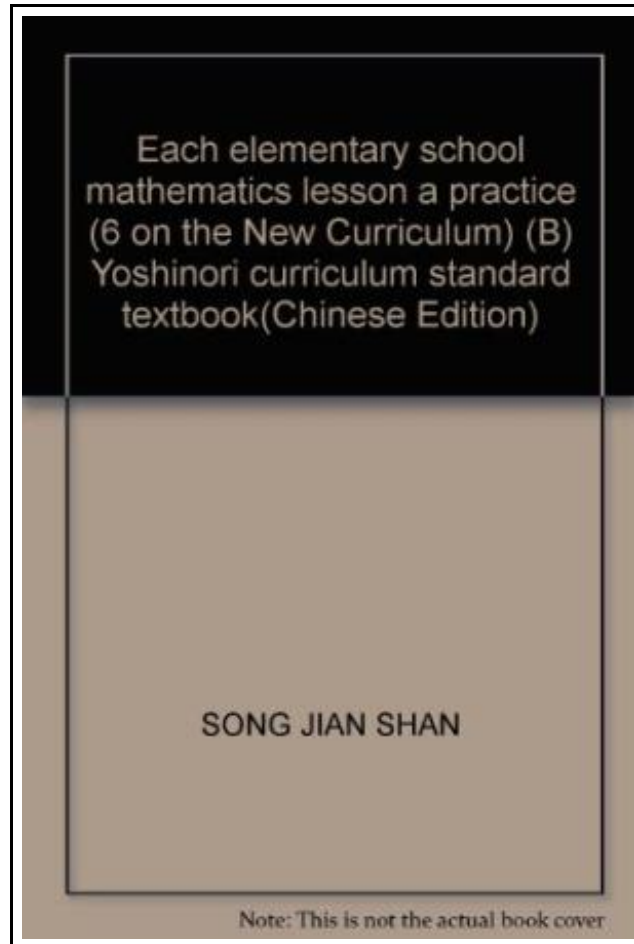 Each elementary school
mathematics lesson a practice
(6 on the New Curriculum) (B)
Yoshinori curriculum standard
textbook(Chinese Edition)
SONG JIAN SHAN
Note: This is not the actual book cover